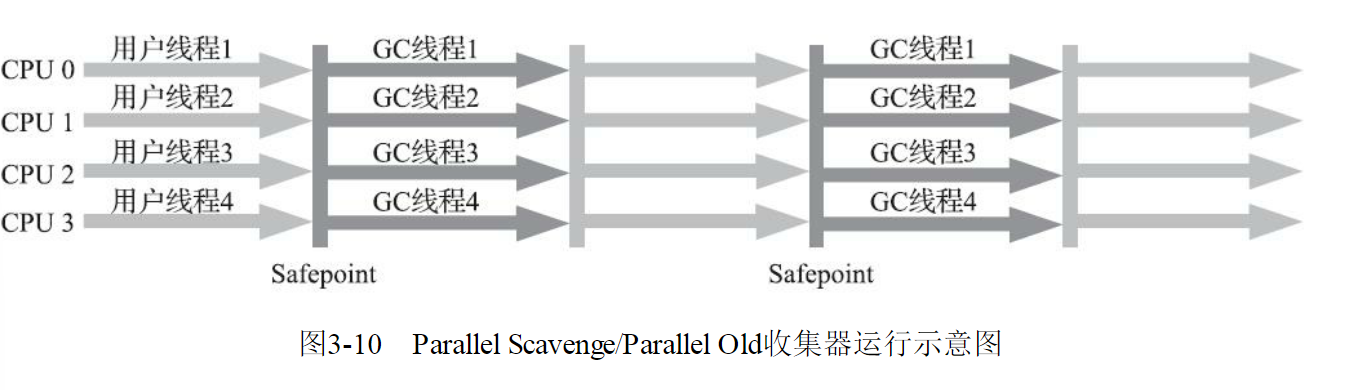 用户线程1 GC线程1 GC线程1
CPU 0
用户线程2 GC线程2 GC线程2
CPU 1
用户线程3 GC线程3 GC线程3
CPU 2
用户线程4 GC线程4 GC线程4
CPU 3
Safepoint Safepoint
图3-10 Parallel Scavenge/Parallel Old收集器运行示意图